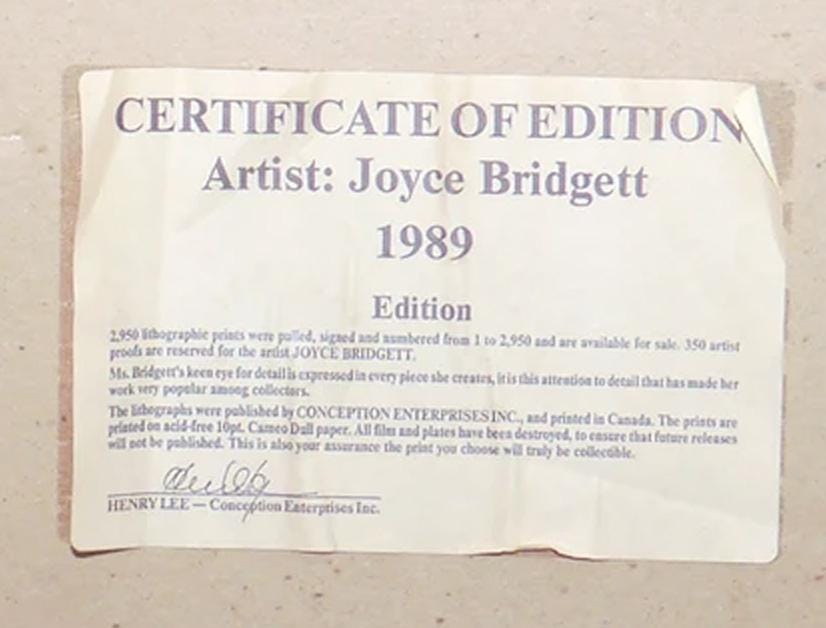 CERTIFICATE OF EDITION
Artist: Joyce Bridgett
1989
Edition
2,950 lithographic prints were pulled, signed and numbered from 1 to 2,950 and are available for sale. 350 artist
proofs are reserved for the artist JOYCE BRIDGETT.
Ms. Bridgett's keen eye for detail is expressed in every piece she creates, it is this attention to detail that has made her
work very popular among collectors.
The lithographs were published by CONCEPTION ENTERPRISES INC., and printed in Canada. The prints are
printed on acid-free 10pt. Cameo Dull paper. All film and plates have been destroyed, to ensure that future releases
will not be published. This is also your assurance the print you choose will truly be collectible.
HENRY LEE — Conception Enterprises Inc.